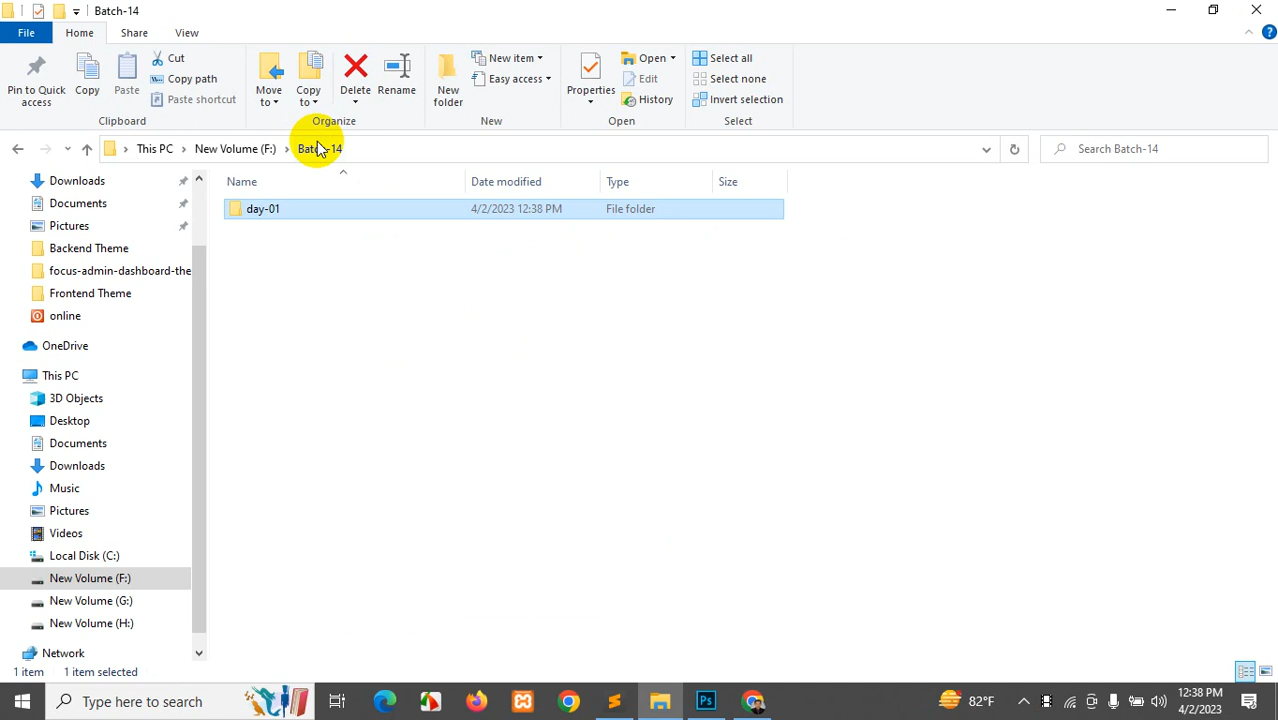 Batch-14
File Home Share View
Pin to Quick access
Copy
Paste
Cut
Copy path
Paste shortcut
Clipboard
Move to
Copy to
Delete
Rename
Organize
New folder
New item
Easy access
New
Properties
Open
Edit
History
Open
Select all
Select none
Invert selection
Select
This PC New Volume (F:) Batch-14
Search Batch-14
Name Date modified Type Size
day-01 4/2/2023 12:38 PM File folder
Downloads
Documents
Pictures
Backend Theme
focus-admin-dashboard-the
Frontend Theme
online
OneDrive
This PC
3D Objects
Desktop
Documents
Downloads
Music
Pictures
Videos
Local Disk (C:)
New Volume (F:)
New Volume (G:)
New Volume (H:)
Network
1 item 1 item selected
Type here to search
Ps
82°F
12:38 PM
4/2/2023